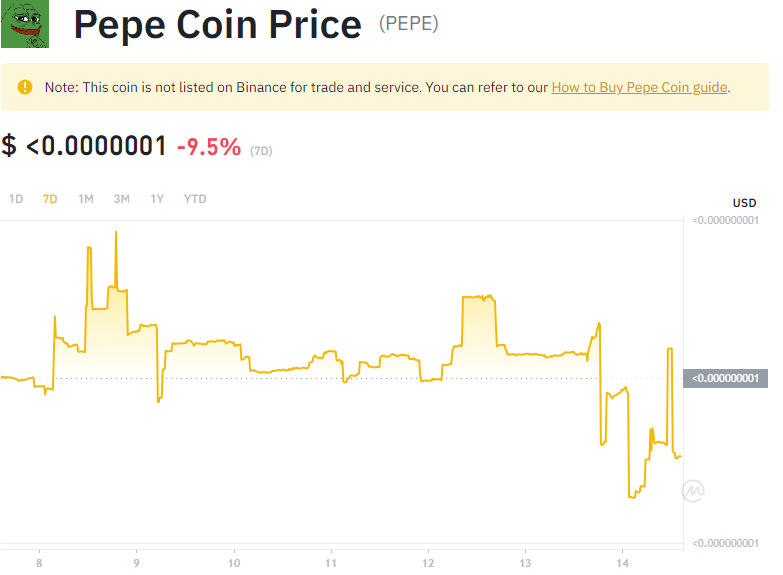 Pepe Coin Price (PEPE)
Note: This coin is not listed on Binance for trade and service. You can refer to our How to Buy Pepe Coin guide.
$ <0.0000001 -9.5% (7D)
1D 7D 1M 3M 1Y YTD
USD
<0.000000001
<0.000000001
<0.000000001
8 9 10 11 12 13 14